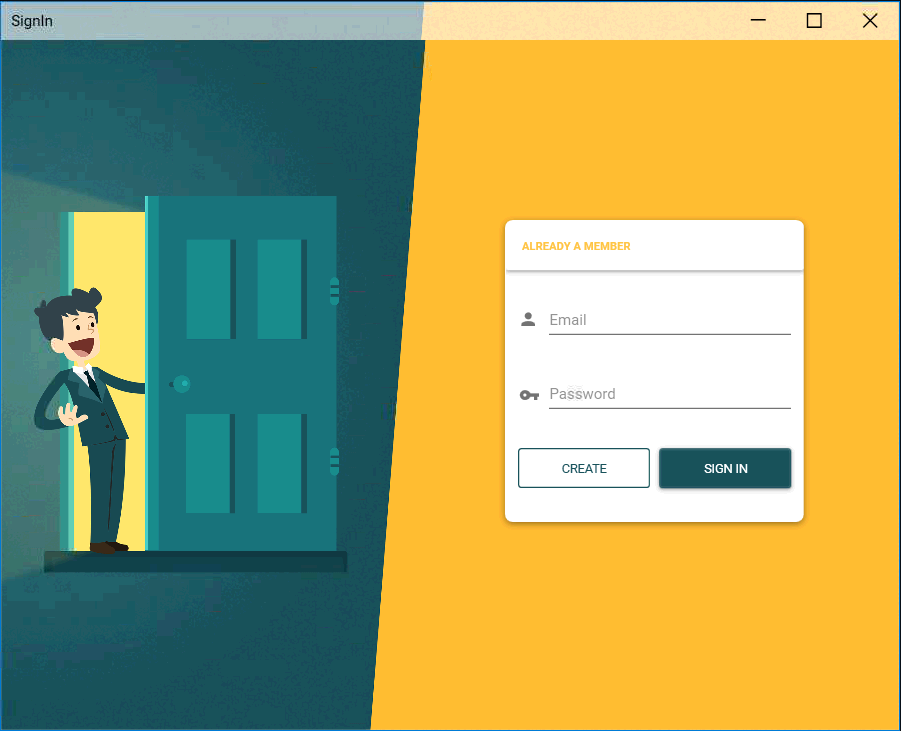 SignIn
ALREADY A MEMBER
Email
Password
CREATE
SIGN IN